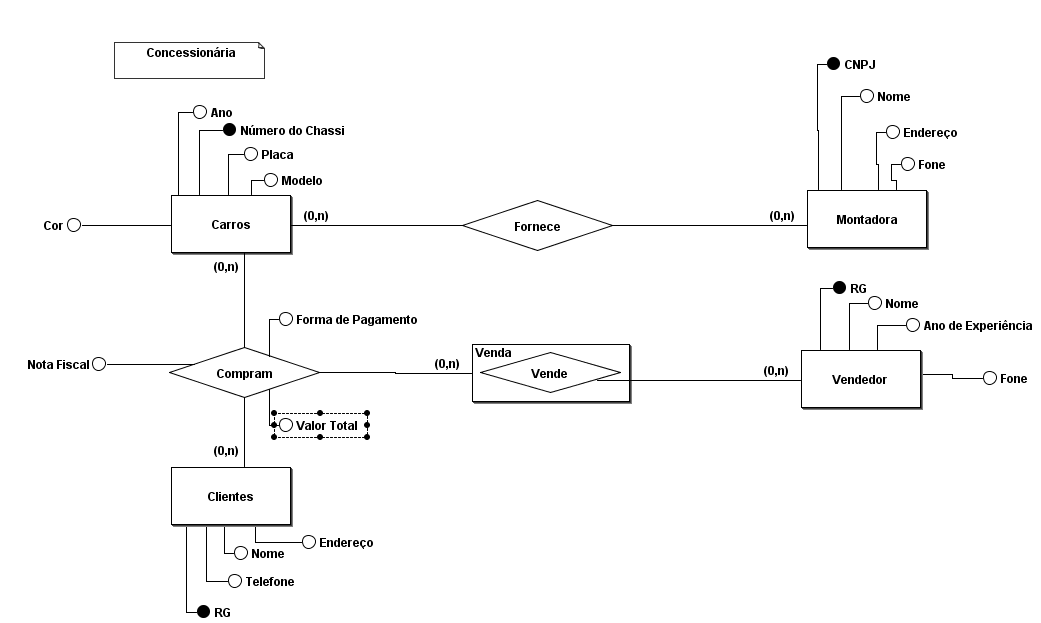 Concessionária
CNPJ
Nome
Ano
Número do Chassi
Endereço
Placa
Fone
Modelo
Cor
Carros
(0,n)
Fornece
(0,n)
Montadora
(0,n)
RG
Nome
Forma de Pagamento
Ano de Experiência
Nota Fiscal
Compram
(0,n)
Venda
Vende
(0,n)
Vendedor
Fone
Valor Total
(0,n)
Clientes
Endereço
Nome
Telefone
RG